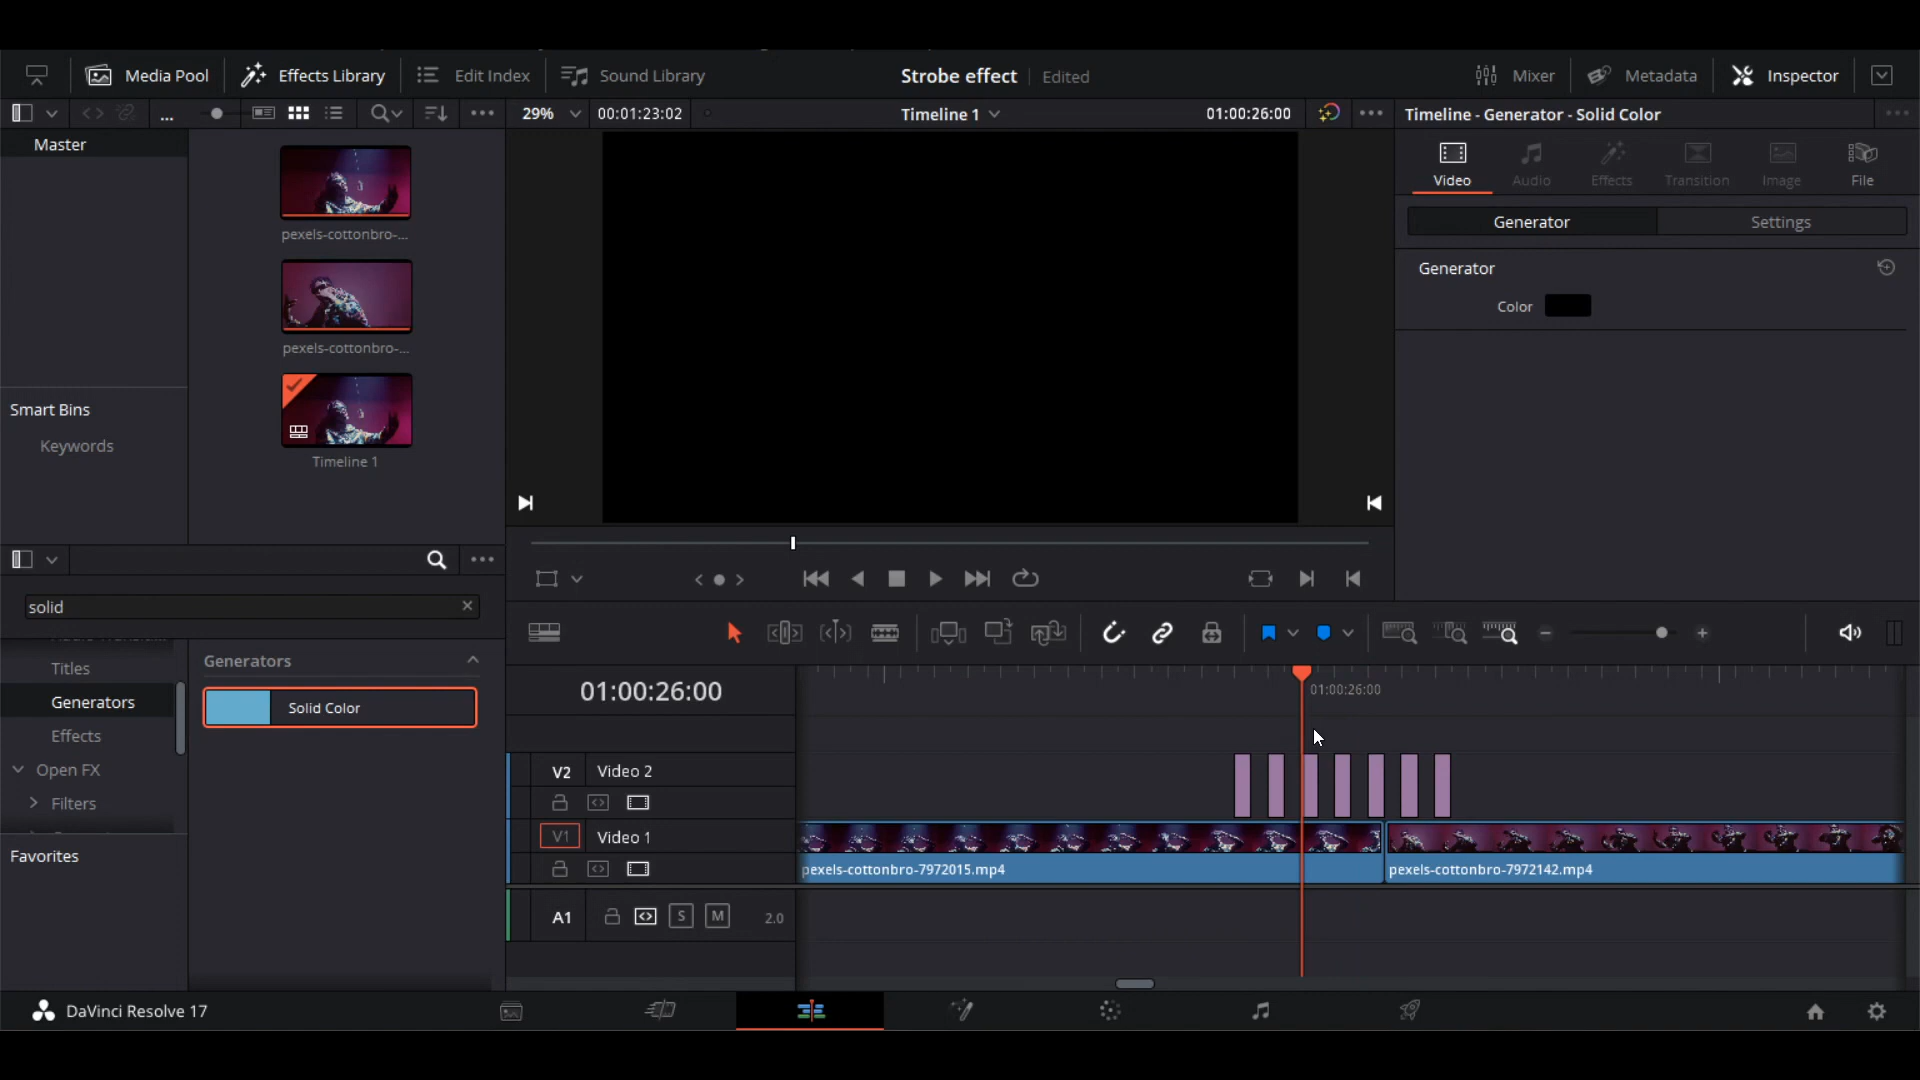 Media Pool
Effects Library
Edit Index
Sound Library
Strobe effect
Edited
Mixer
Metadata
Inspector
...
29%
00:01:23:02
Timeline 1
01:00:26:00
Timeline - Generator - Solid Color
Master
pexels-cottonbro-...
pexels-cottonbro-...
Timeline 1
Video
Audio
Effects
Transition
Image
File
Generator
Settings
Generator
Color
Smart Bins
Keywords
solid
Titles
Generators
Effects
Open FX
Filters
Favorites
Generators
Solid Color
01:00:26:00
01:00:26:00
V2
Video 2
V1
Video 1
pexels-cottonbro-7972015.mp4
pexels-cottonbro-7972142.mp4
A1
S
M
2.0
DaVinci Resolve 17